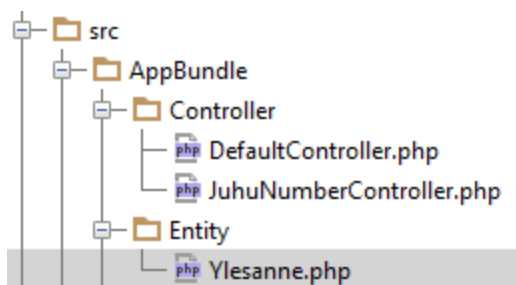 src
AppBundle
Controller
php DefaultController.php
php JuhuNumberController.php
Entity
php Ylesanne.php